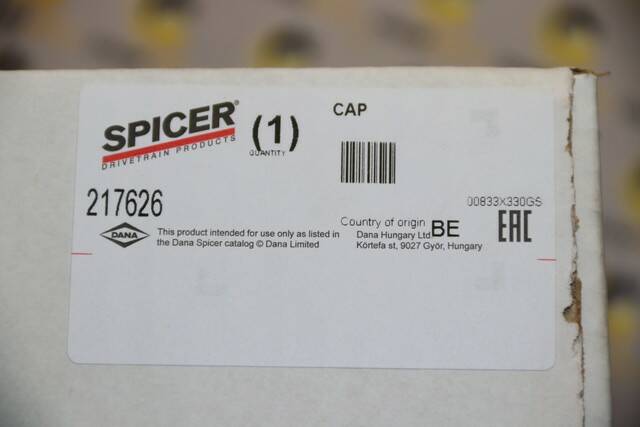 SPICER®
DRIVETRAIN PRODUCTS
(1)
QUANTITY
CAP
217626
00833X330GS
DANA
This product intended for use only as listed in
the Dana Spicer catalog © Dana Limited
Country of origin BE
Dana Hungary Ltd.
Körtefa st, 9027 Győr, Hungary
EAC